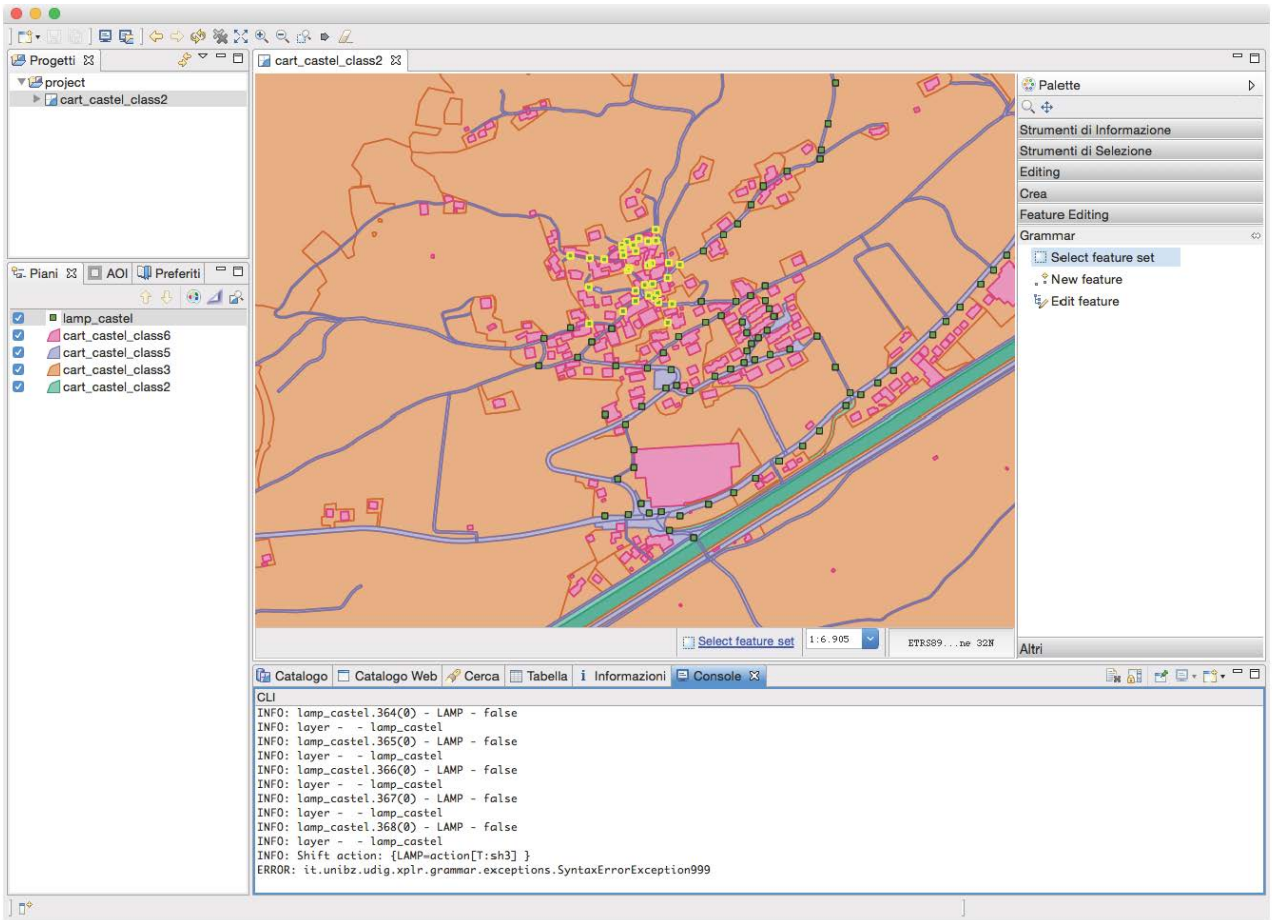 Progetti
project
cart_castel_class2
Piani
AOI
Preferiti
lamp_castel
cart_castel_class6
cart_castel_class5
cart_castel_class3
cart_castel_class2
cart_castel_class2
Select feature set
1:6.905
ETRS89...ne 32N
Palette
Strumenti di Informazione
Strumenti di Selezione
Editing
Crea
Feature Editing
Grammar
Select feature set
New feature
Edit feature
Altri
Catalogo
Catalogo Web
Cerca
Tabella
Informazioni
Console
CLI
INFO: lamp_castel.364(0) - LAMP - false
INFO: layer - - lamp_castel
INFO: lamp_castel.365(0) - LAMP - false
INFO: layer - - lamp_castel
INFO: lamp_castel.366(0) - LAMP - false
INFO: layer - - lamp_castel
INFO: lamp_castel.367(0) - LAMP - false
INFO: layer - - lamp_castel
INFO: lamp_castel.368(0) - LAMP - false
INFO: layer - - lamp_castel
INFO: Shift action: {LAMP=action[T:sh3] }
ERROR: it.unibz.udig.xplr.grammar.exceptions.SyntaxErrorException999